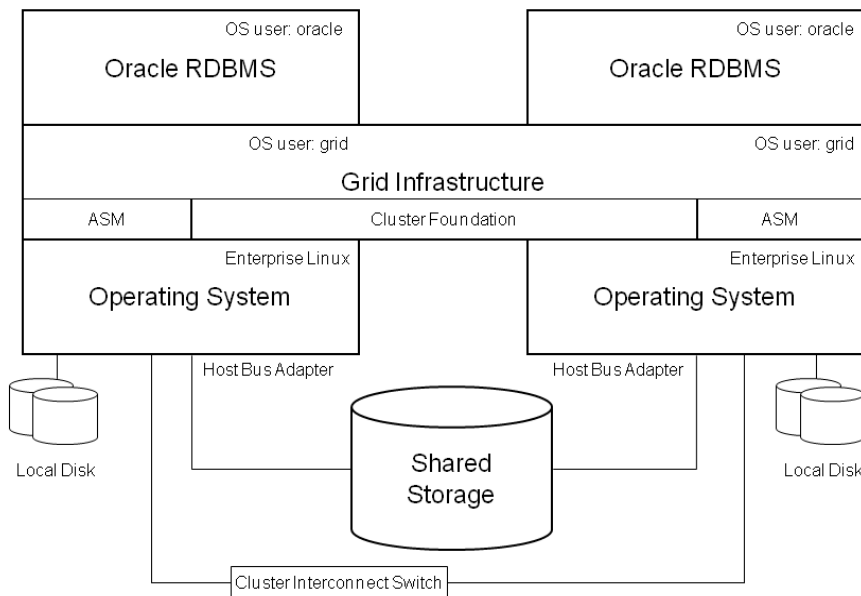 OS user: oracle
Oracle RDBMS
OS user: oracle
Oracle RDBMS
OS user: grid
OS user: grid
Grid Infrastructure
ASM
Cluster Foundation
ASM
Enterprise Linux
Operating System
Enterprise Linux
Operating System
Host Bus Adapter
Host Bus Adapter
Local Disk
Shared
Storage
Local Disk
Cluster Interconnect Switch